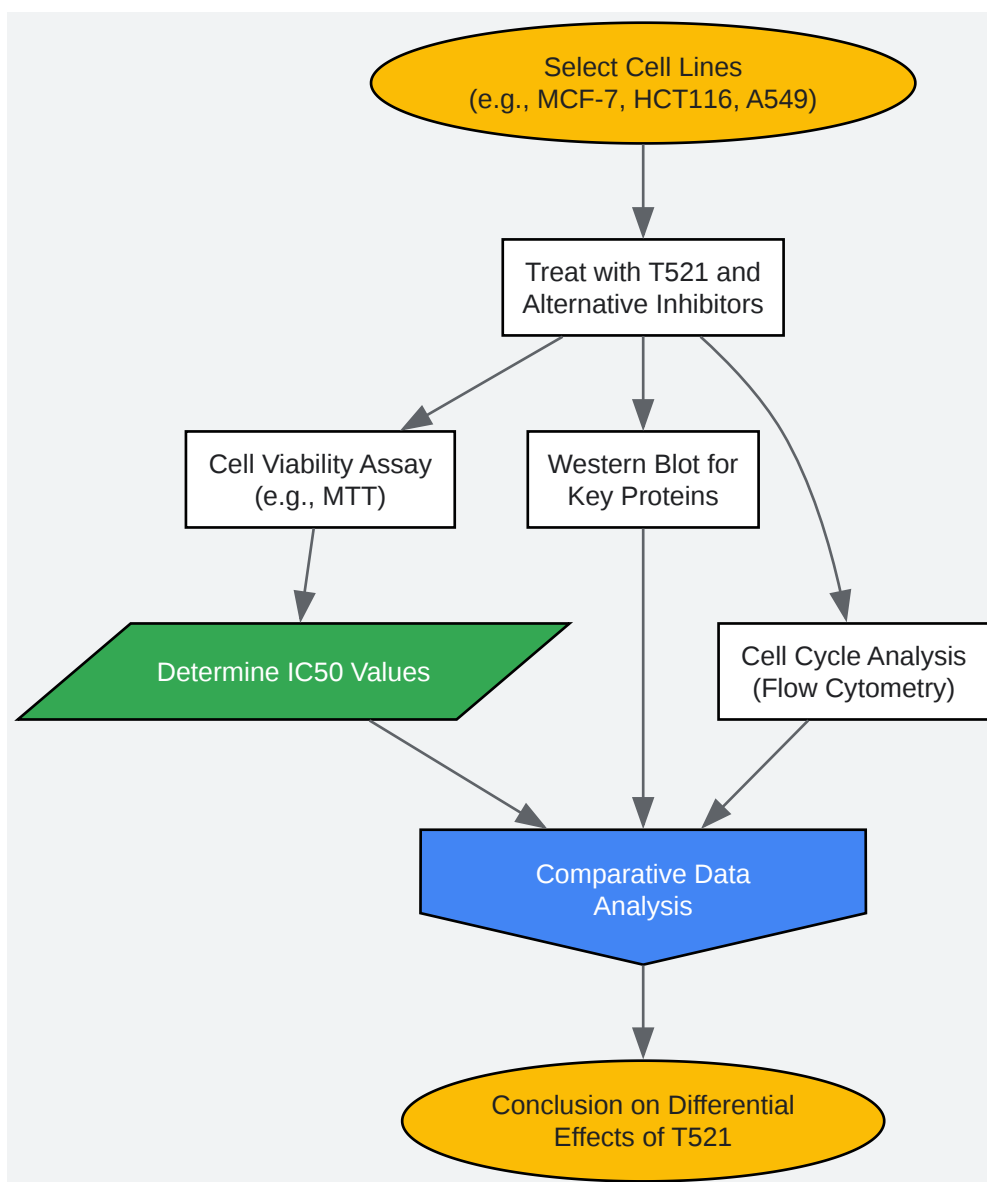 Select Cell Lines
(e.g., MCF-7, HCT116, A549)
Treat with T521 and
Alternative Inhibitors
Cell Viability Assay
(e.g., MTT)
Western Blot for
Key Proteins
Determine IC50 Values
Cell Cycle Analysis
(Flow Cytometry)
Comparative Data
Analysis
Conclusion on Differential
Effects of T521